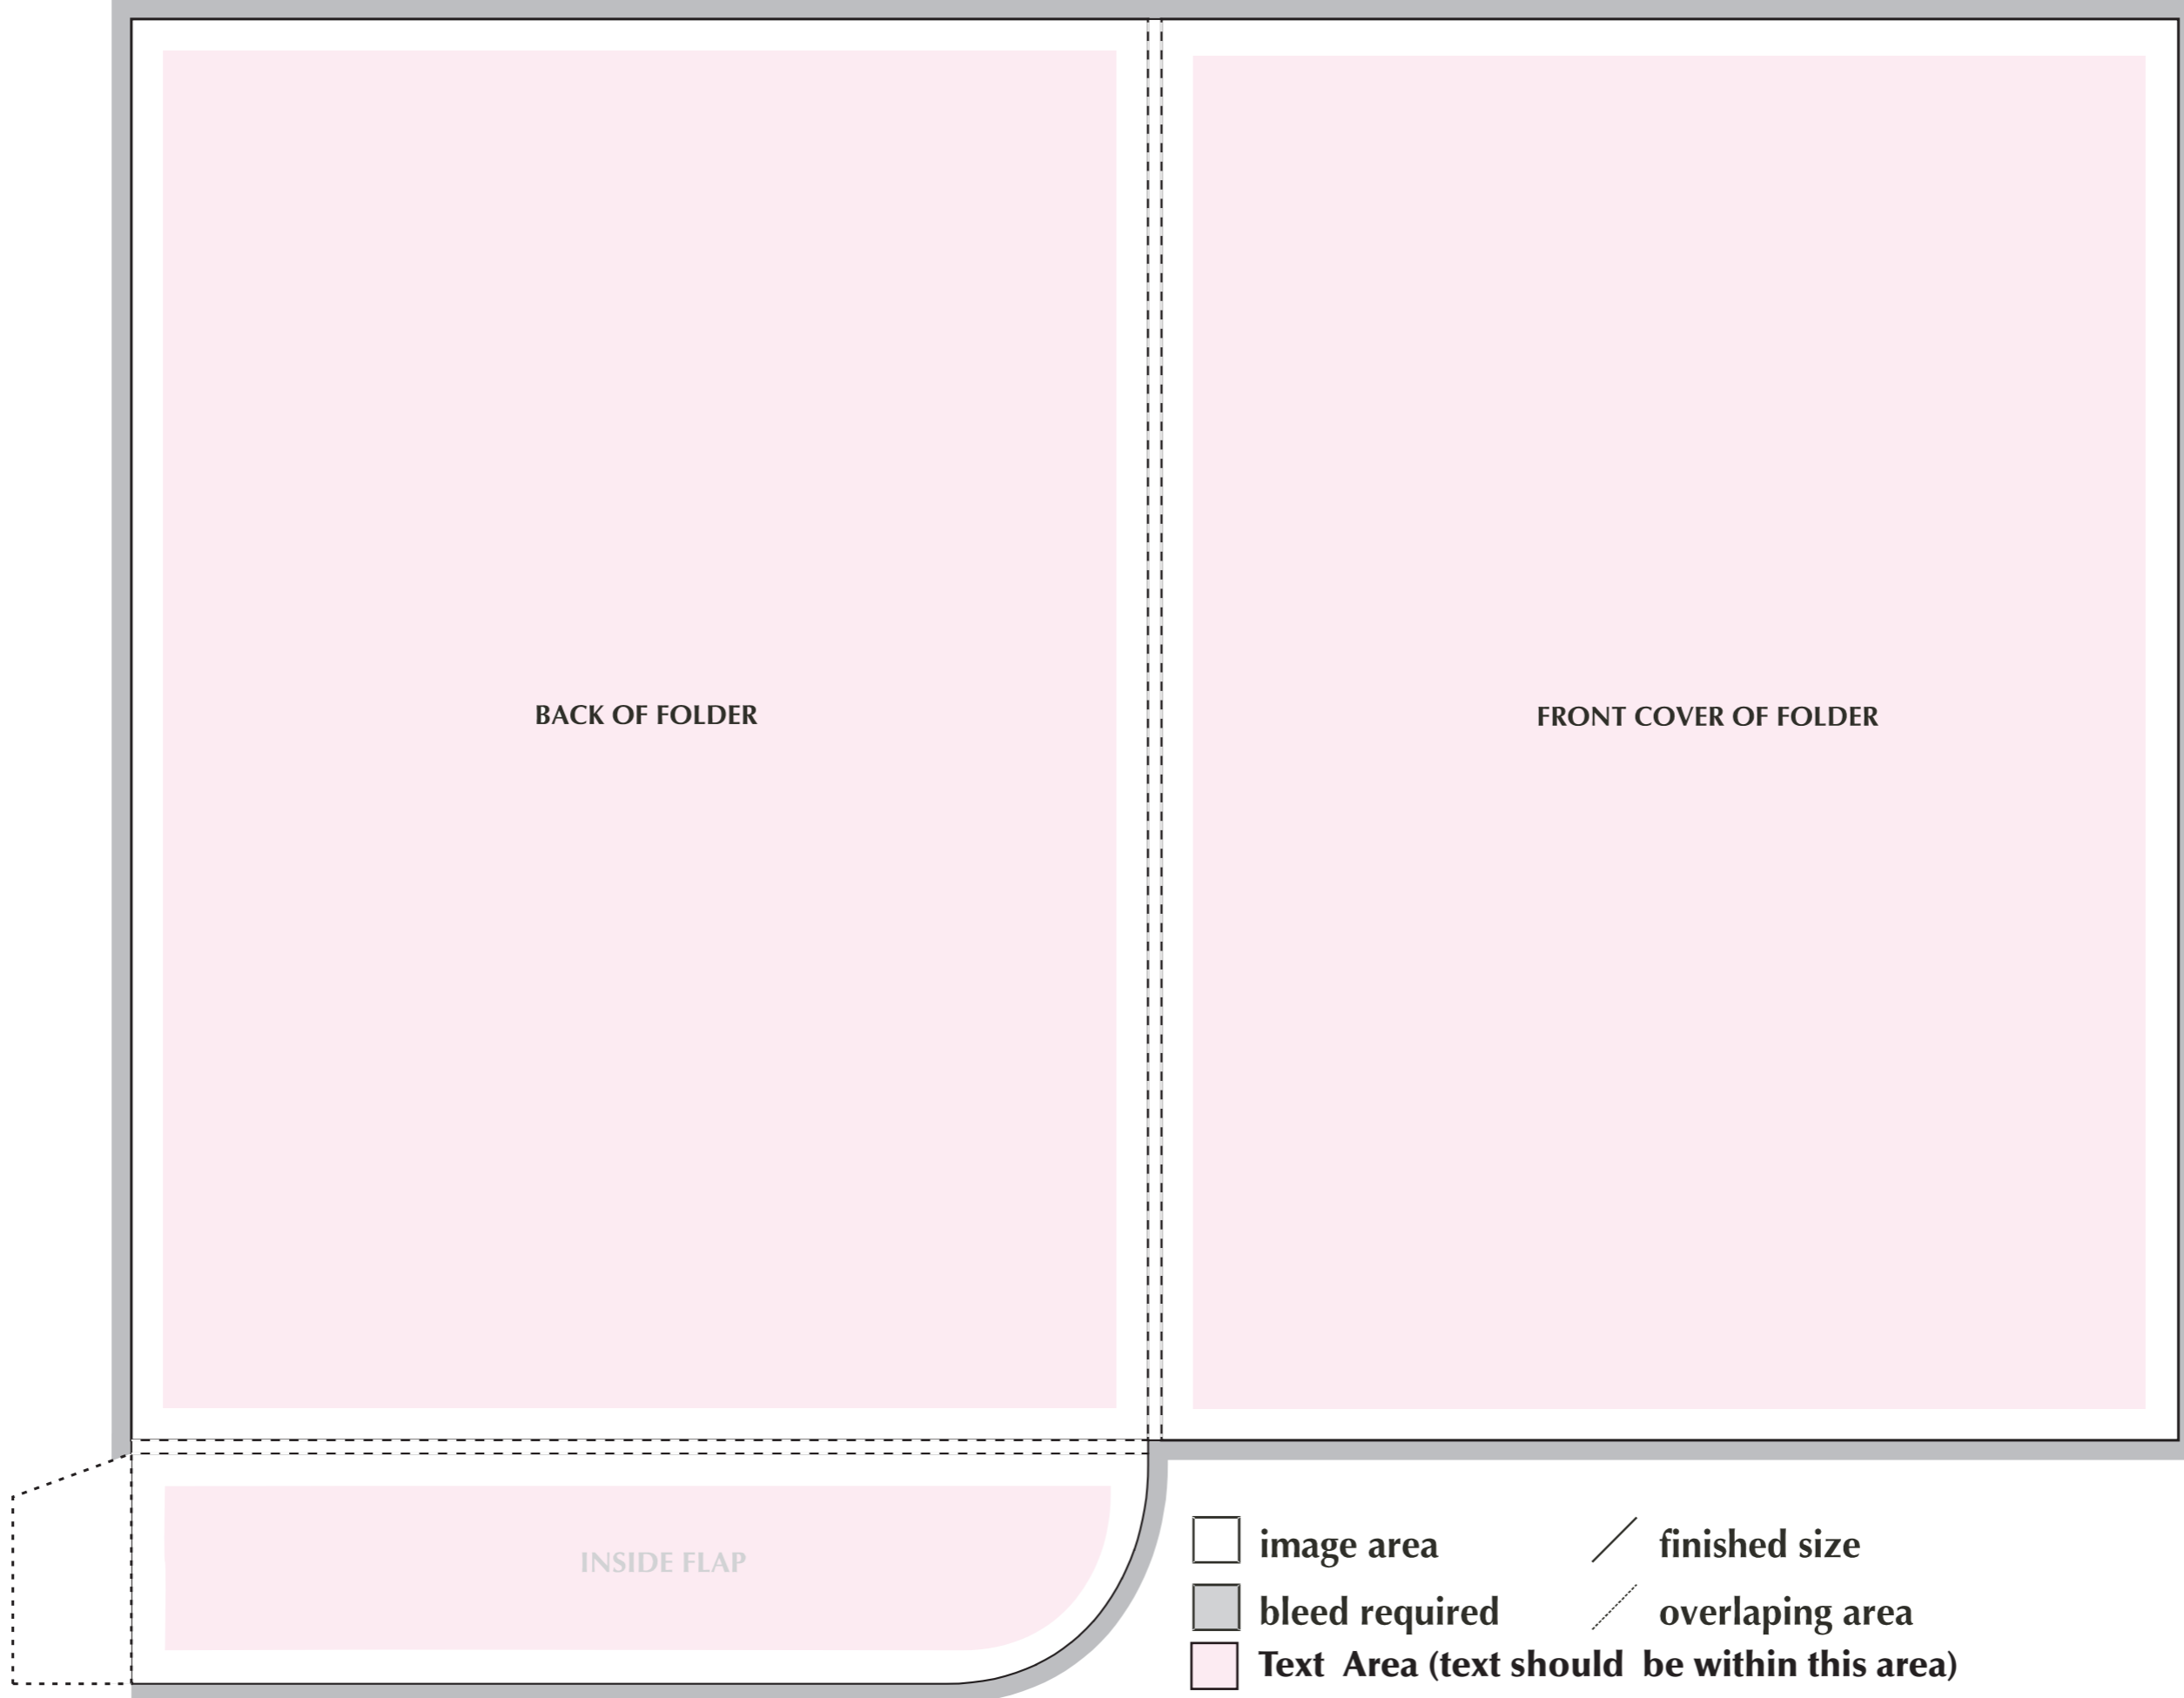 BACK OF FOLDER
FRONT COVER OF FOLDER
INSIDE FLAP
image area
finished size
bleed required
overlaping area
Text Area (text should be within this area)